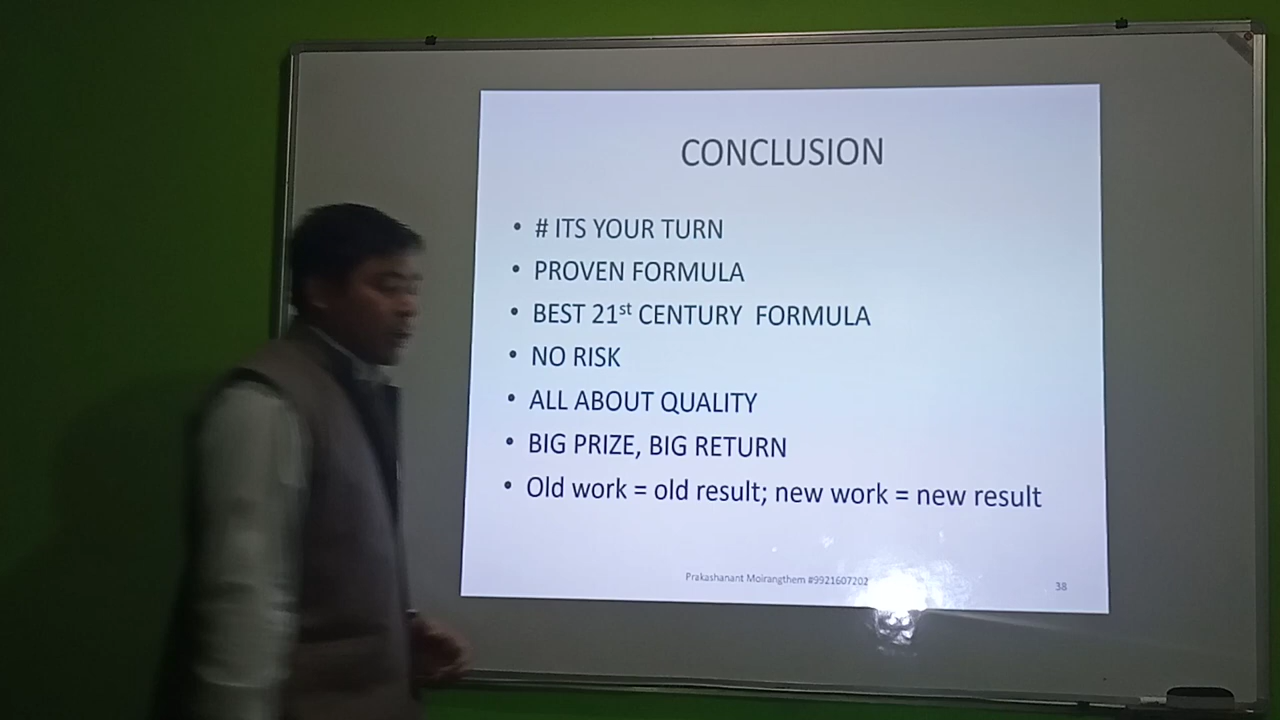 CONCLUSION
• # ITS YOUR TURN
• PROVEN FORMULA
• BEST 21st CENTURY FORMULA
• NO RISK
• ALL ABOUT QUALITY
• BIG PRIZE, BIG RETURN
• Old work = old result; new work = new result
Prakashanant Moirangthem #9921607202
38